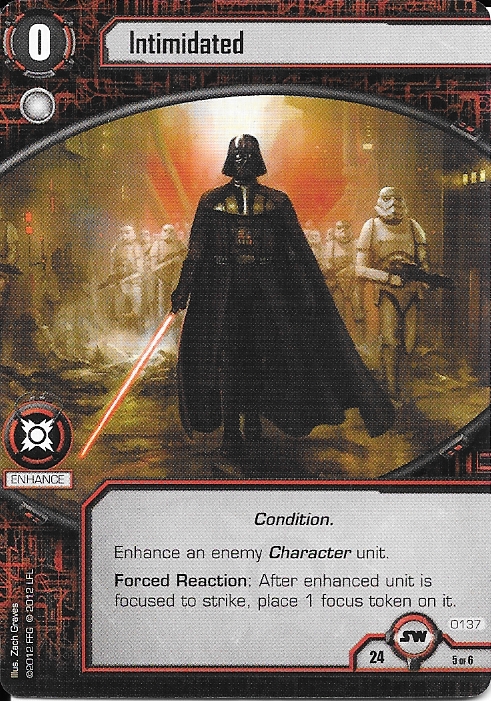 0
Intimidated
ENHANCE
Condition.
Enhance an enemy Character unit.
Forced Reaction: After enhanced unit is
focused to strike, place 1 focus token on it.
0137
SW
24
5 OF 6
Illus. Zach Graves
©2012 FFG © 2012 LFL